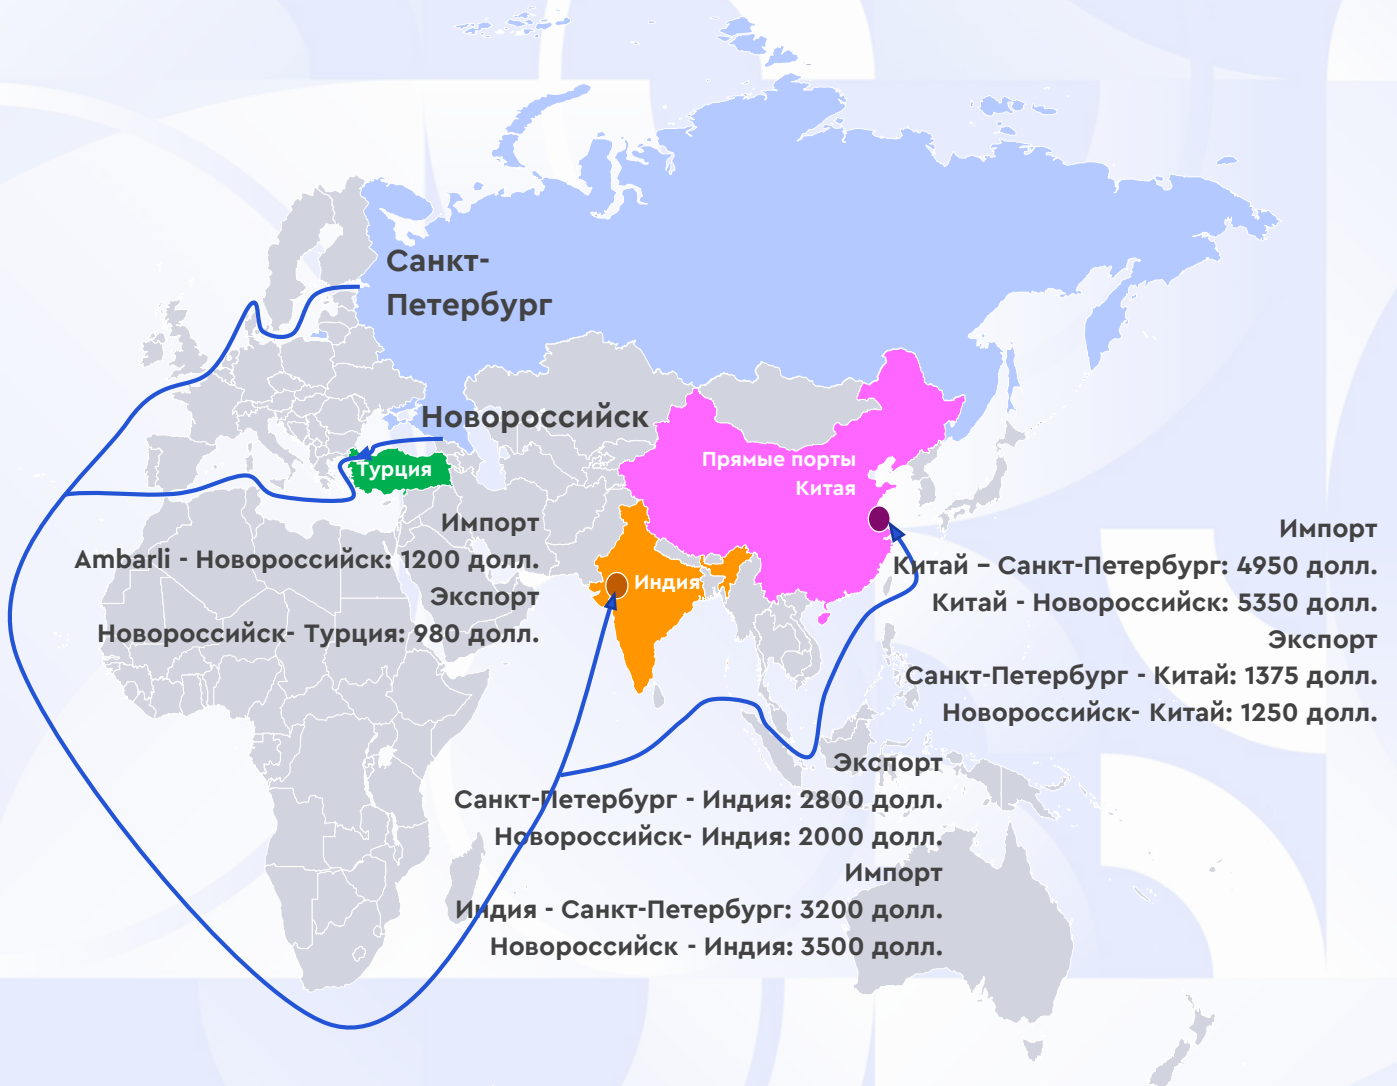 Санкт-
Петербург
Новороссийск
Турция
Прямые порты
Китая
Индия
Импорт
Ambarli - Новороссийск: 1200 долл.
Экспорт
Новороссийск- Турция: 980 долл.
Импорт
Китай – Санкт-Петербург: 4950 долл.
Китай - Новороссийск: 5350 долл.
Экспорт
Санкт-Петербург - Китай: 1375 долл.
Новороссийск- Китай: 1250 долл.
Экспорт
Санкт-Петербург - Индия: 2800 долл.
Новороссийск- Индия: 2000 долл.
Импорт
Индия - Санкт-Петербург: 3200 долл.
Новороссийск - Индия: 3500 долл.